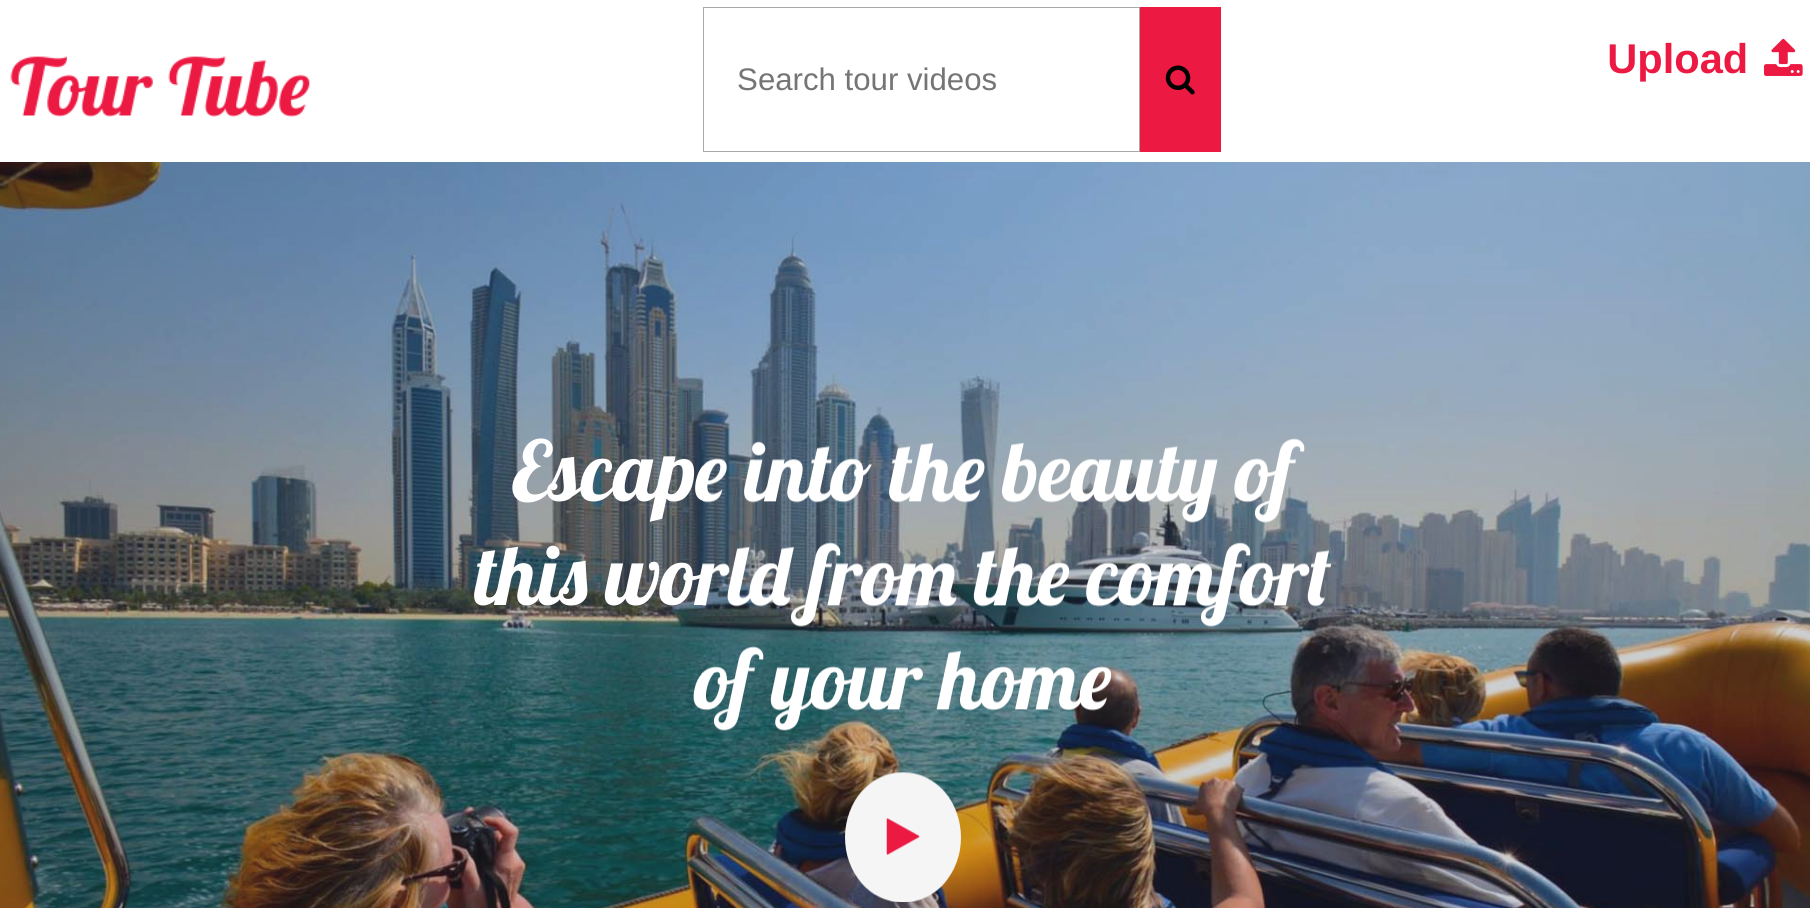 Tour Tube
Search tour videos
Upload
Escape into the beauty of
this world from the comfort
of your home